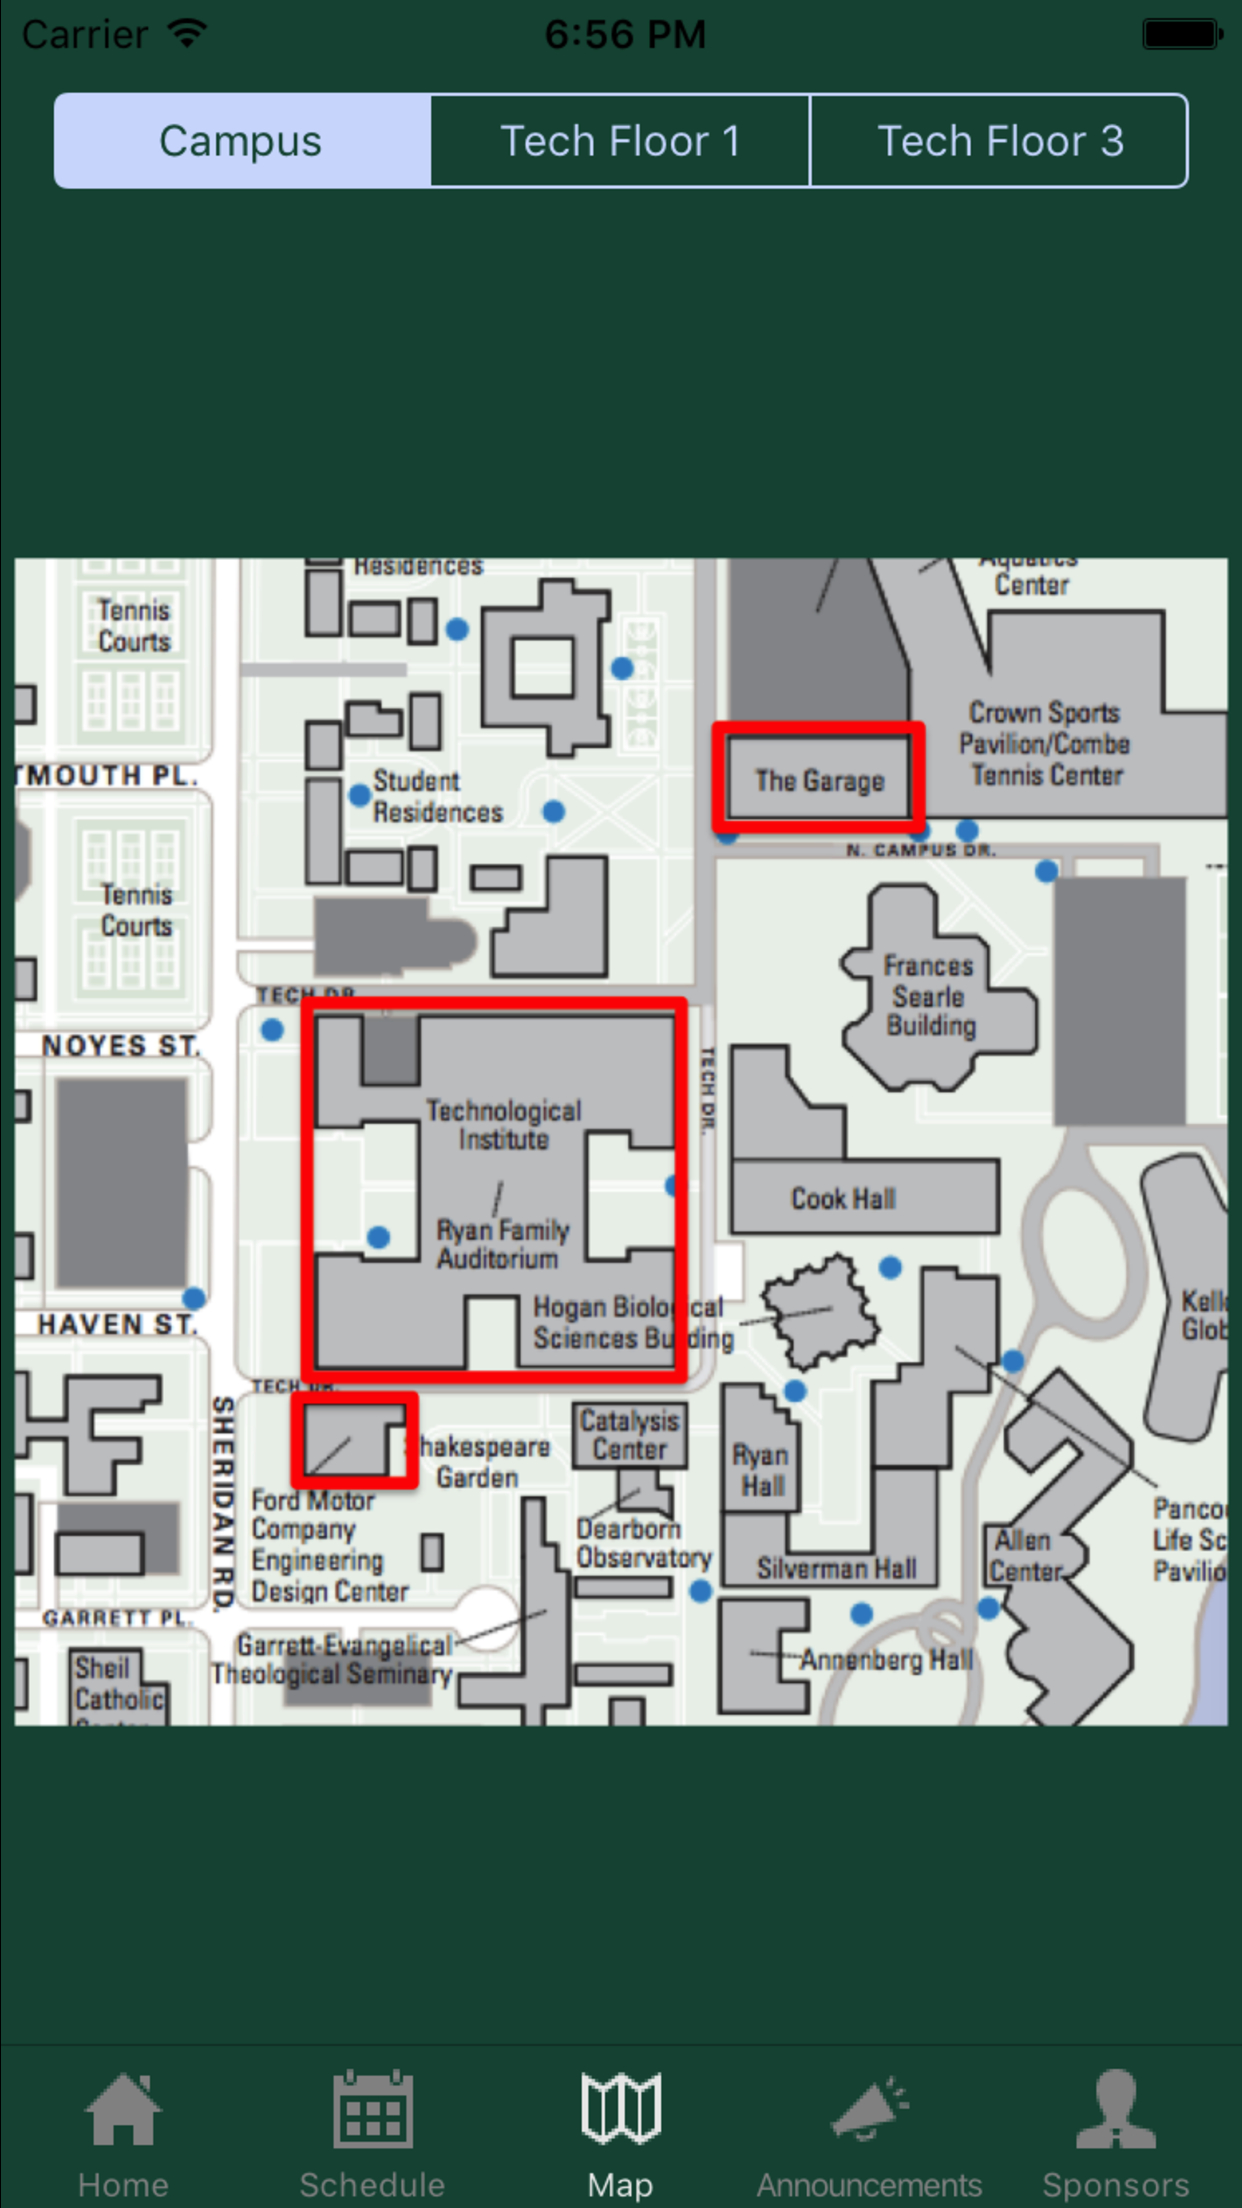 Carrier
6:56 PM
Campus
Tech Floor 1
Tech Floor 3
Residences
Aquatics
Center
Tennis
Courts
Crown Sports
Pavilion/Combe
Tennis Center
TMOUTH PL.
Student
Residences
The Garage
N. CAMPUS DR.
Tennis
Courts
Frances
Searle
Building
TECH DR.
NOYES ST.
TECH DR.
Technological
Institute
Cook Hall
Ryan Family
Auditorium
Hogan Biological
Sciences Building
Kell
Glob
HAVEN ST.
TECH DR.
SHERIDAN RD.
hakespeare
Garden
Catalysis
Center
Ryan
Hall
Ford Motor
Company
Engineering
Design Center
Dearborn
Observatory
Silverman Hall
Allen
Center
Panco
Life Sc
Pavilio
GARRETT PL.
Garrett-Evangelical
Theological Seminary
Annenberg Hall
Sheil
Catholic
Center
Home
Schedule
Map
Announcements
Sponsors